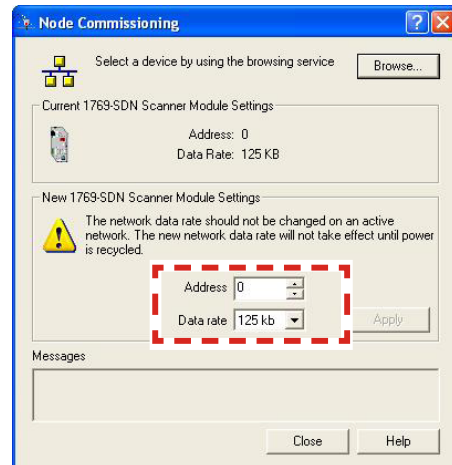 Node Commissioning
Select a device by using the browsing service
Browse...
Current 1769-SDN Scanner Module Settings
Address: 0
Data Rate: 125 KB
New 1769-SDN Scanner Module Settings
The network data rate should not be changed on an active
network. The new network data rate will not take effect until power
is recycled.
Address 0
Data rate 125 kb
Apply
Messages
Close Help